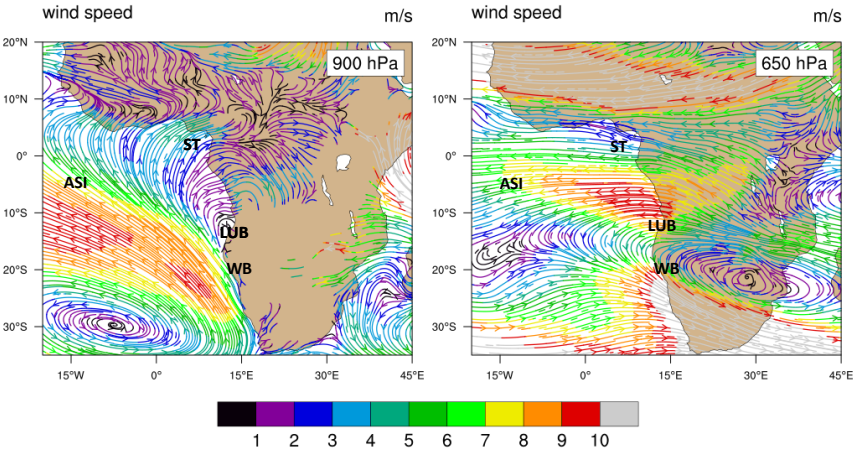 wind speed m/s
900 hPa
20°N
10°N
0°
10°S
20°S
30°S
15°W 0° 15°E 30°E 45°E
ST
ASI
LUB
WB
wind speed m/s
650 hPa
20°N
10°N
0°
10°S
20°S
30°S
15°W 0° 15°E 30°E 45°E
ST
ASI
LUB
WB
1 2 3 4 5 6 7 8 9 10